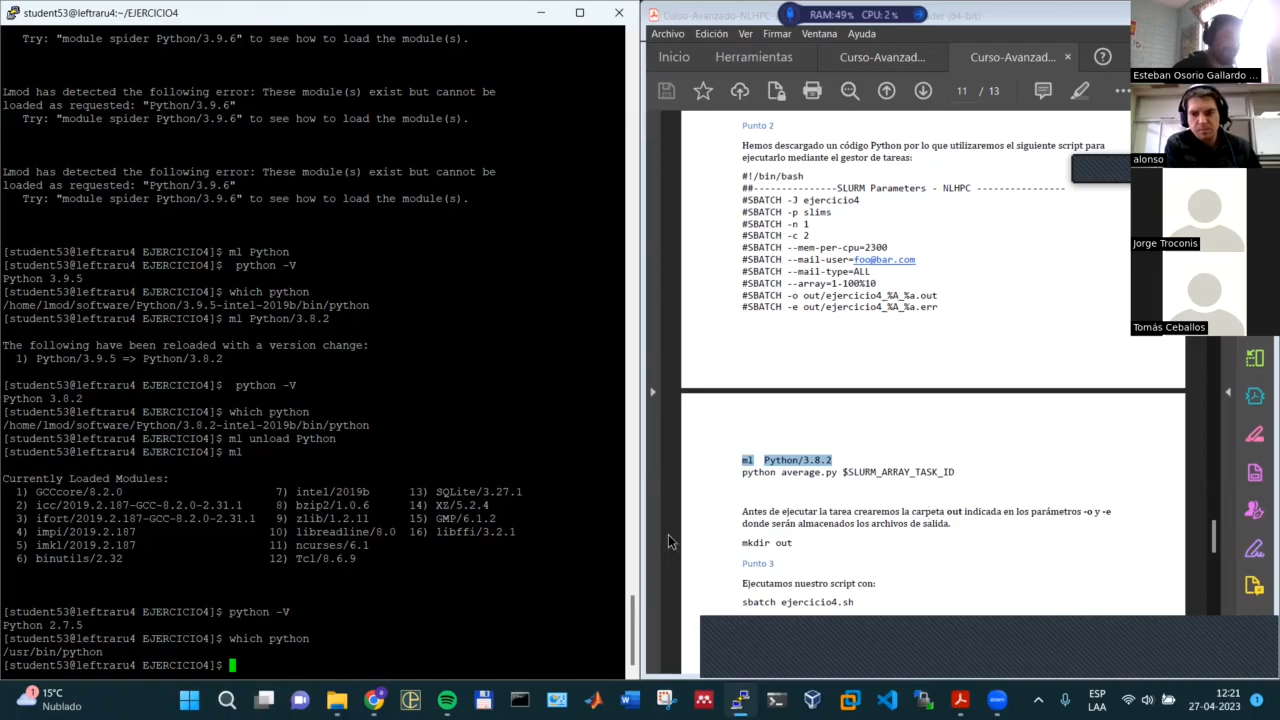 student53@leftraru4:~/EJERCICIO4
Try: "module spider Python/3.9.6" to see how to load the module(s).
Lmod has detected the following error: These module(s) exist but cannot be
loaded as requested: "Python/3.9.6"
Try: "module spider Python/3.9.6" to see how to load the module(s).
Lmod has detected the following error: These module(s) exist but cannot be
loaded as requested: "Python/3.9.6"
Try: "module spider Python/3.9.6" to see how to load the module(s).
[student53@leftraru4 EJERCICIO4]$ ml Python
[student53@leftraru4 EJERCICIO4]$  python -V
Python 3.9.5
[student53@leftraru4 EJERCICIO4]$ which python
/home/lmod/software/Python/3.9.5-intel-2019b/bin/python
[student53@leftraru4 EJERCICIO4]$ ml Python/3.8.2
The following have been reloaded with a version change:
1) Python/3.9.5 => Python/3.8.2
[student53@leftraru4 EJERCICIO4]$  python -V
Python 3.8.2
[student53@leftraru4 EJERCICIO4]$ which python
/home/lmod/software/Python/3.8.2-intel-2019b/bin/python
[student53@leftraru4 EJERCICIO4]$ ml unload Python
[student53@leftraru4 EJERCICIO4]$ ml
Currently Loaded Modules:
1) GCCcore/8.2.0 7) intel/2019b 13) SQLite/3.27.1
2) icc/2019.2.187-GCC-8.2.0-2.31.1 8) bzip2/1.0.6 14) XZ/5.2.4
3) ifort/2019.2.187-GCC-8.2.0-2.31.1 9) zlib/1.2.11 15) GMP/6.1.2
4) impi/2019.2.187 10) libreadline/8.0 16) libffi/3.2.1
5) imkl/2019.2.187 11) ncurses/6.1
6) binutils/2.32 12) Tcl/8.6.9
[student53@leftraru4 EJERCICIO4]$ python -V
Python 2.7.5
[student53@leftraru4 EJERCICIO4]$ which python
/usr/bin/python
[student53@leftraru4 EJERCICIO4]$
Curso-Avanzado-NLHPC
RAM:49% CPU:2%
(64-bit)
Archivo Edición Ver Firmar Ventana Ayuda
Inicio Herramientas Curso-Avanzad... Curso-Avanzad... ×
11 / 13
Punto 2
Hemos descargado un código Python por lo que utilizaremos el siguiente script para
ejecutarlo mediante el gestor de tareas:
#!/bin/bash
##---------------SLURM Parameters - NLHPC ----------------
#SBATCH -J ejercicio4
#SBATCH -p slims
#SBATCH -n 1
#SBATCH -c 2
#SBATCH --mem-per-cpu=2300
#SBATCH --mail-user=foo@bar.com
#SBATCH --mail-type=ALL
#SBATCH --array=1-100%10
#SBATCH -o out/ejercicio4_%A_%a.out
#SBATCH -e out/ejercicio4_%A_%a.err
ml Python/3.8.2
python average.py $SLURM_ARRAY_TASK_ID
Antes de ejecutar la tarea crearemos la carpeta out indicada en los parámetros -o y -e
donde serán almacenados los archivos de salida.
mkdir out
Punto 3
Ejecutamos nuestro script con:
sbatch ejercicio4.sh
Esteban Osorio Gallardo ...
alonso
Jorge Troconis
Tomás Ceballos
1
15°C
Nublado
ESP
LAA
12:21
27-04-2023